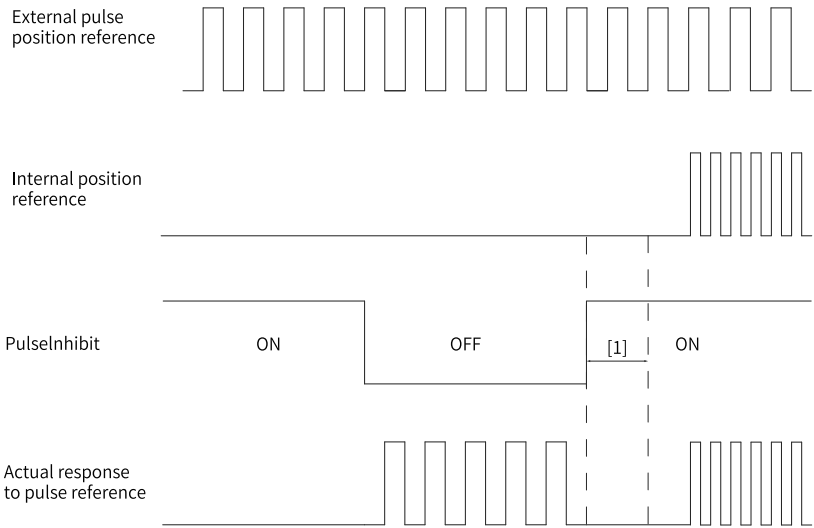 External pulse
position reference
Internal position
reference
PulseInhibit
ON
OFF
[1]
ON
Actual response
to pulse reference